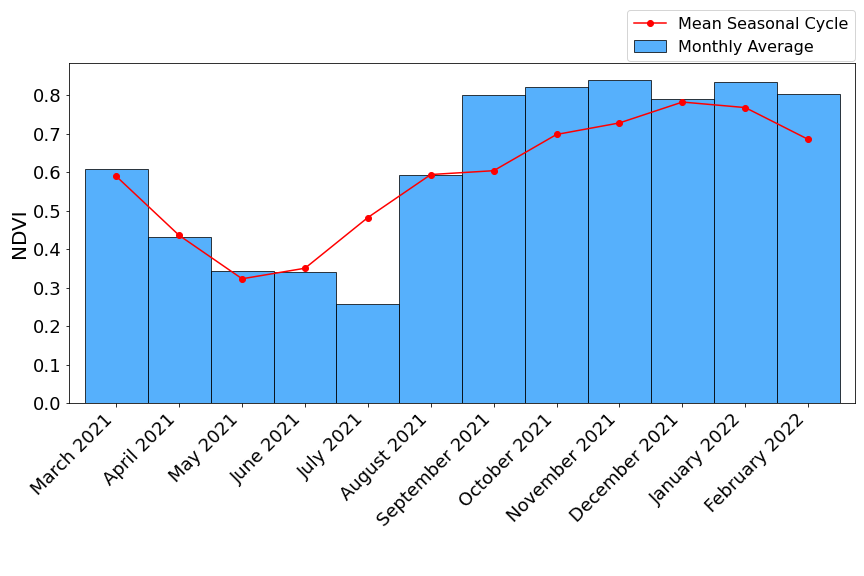 Mean Seasonal Cycle
Monthly Average
NDVI
0.8
0.7
0.6
0.5
0.4
0.3
0.2
0.1
0.0
March 2021
April 2021
May 2021
June 2021
July 2021
August 2021
September 2021
October 2021
November 2021
December 2021
January 2022
February 2022